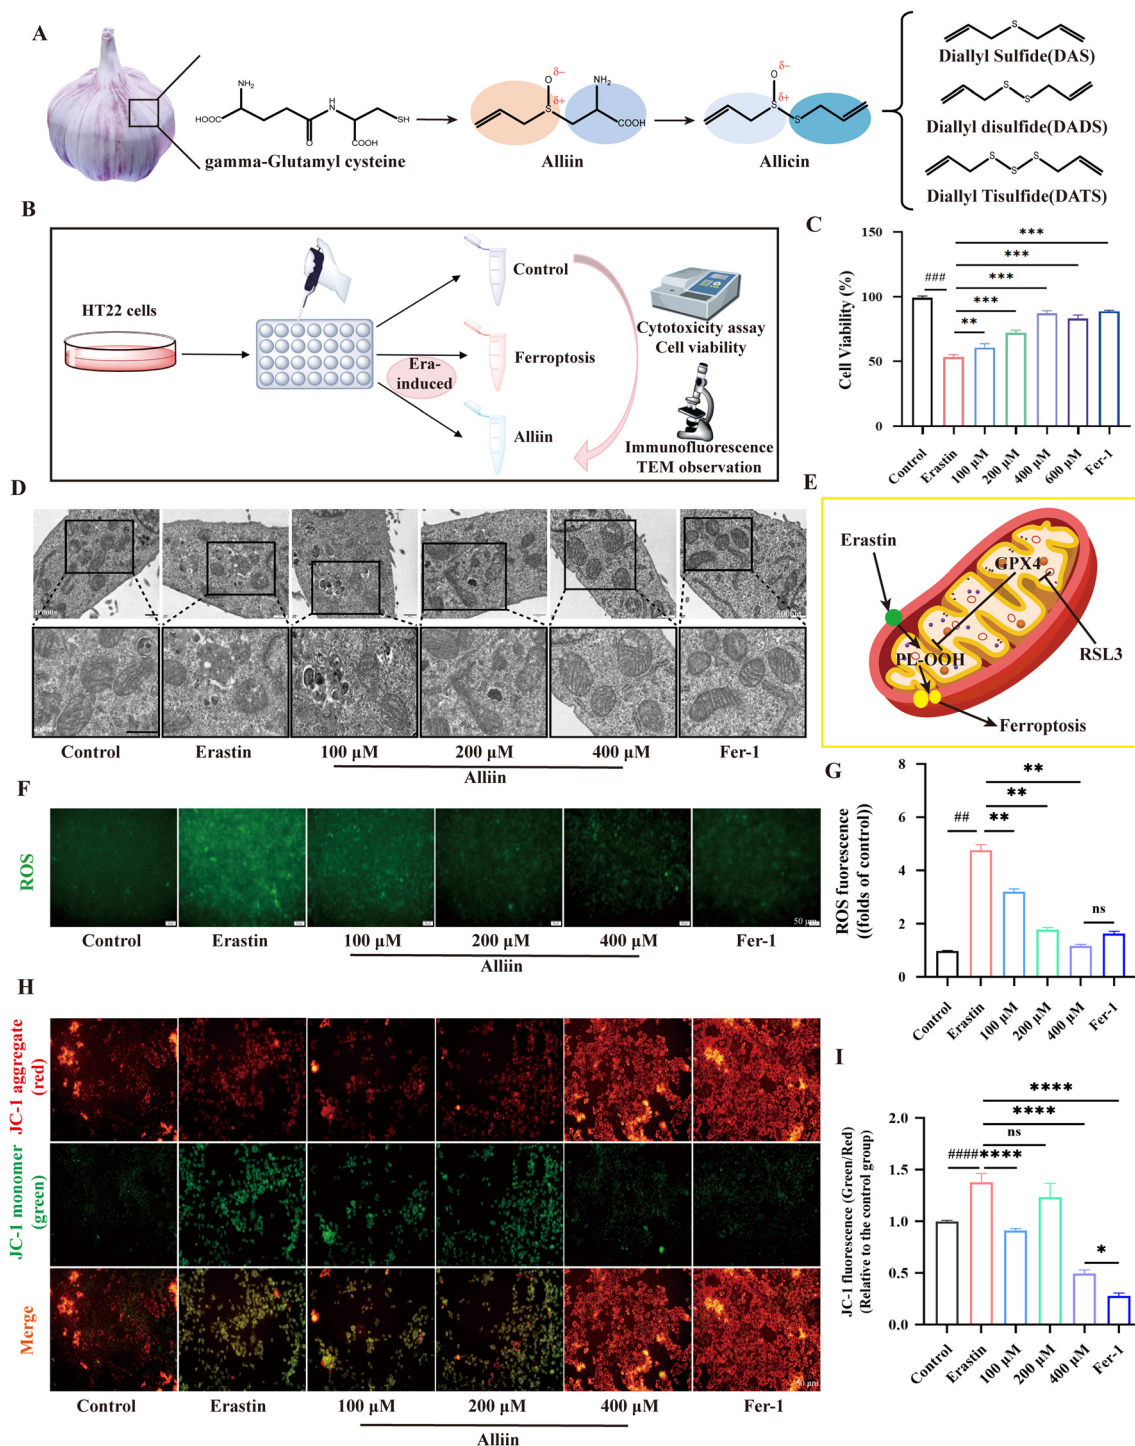 A
NH₂
HOOC
O
H
N
COOH
SH
gamma-Glutamyl cysteine
O
δ−
S
δ+
NH₂
COOH
Alliin
O
δ−
S
δ+
S
Allicin
S
Diallyl Sulfide(DAS)
S
S
Diallyl disulfide(DADS)
S
S
S
Diallyl Tisulfide(DATS)
B
HT22 cells
Era-
induced
Control
Ferroptosis
Alliin
Cytotoxicity assay
Cell viability
Immunofluorescence
TEM observation
C
Cell Viability (%)
150
100
50
0
###
**
***
***
***
***
Control
Erastin
100 μM
200 μM
400 μM
600 μM
Fer-1
D
Control
Erastin
100 μM
200 μM
400 μM
Fer-1
Alliin
E
Erastin
GPX4
PL-OOH
RSL3
Ferroptosis
F
ROS
50 μm
Control
Erastin
100 μM
200 μM
400 μM
Fer-1
Alliin
G
ROS fuorescence
((folds of control))
8
6
4
2
0
##
**
**
**
ns
Control
Erastin
100 μM
200 μM
400 μM
Fer-1
H
JC-1 aggregate
(red)
JC-1 monomer
(green)
Merge
50 μm
Control
Erastin
100 μM
200 μM
400 μM
Fer-1
Alliin
I
JC-1 fluorescence (Green/Red)
(Relative to the control group)
2.0
1.5
1.0
0.5
0.0
####
****
ns
****
****
*
Control
Erastin
100 μM
200 μM
400 μM
Fer-1